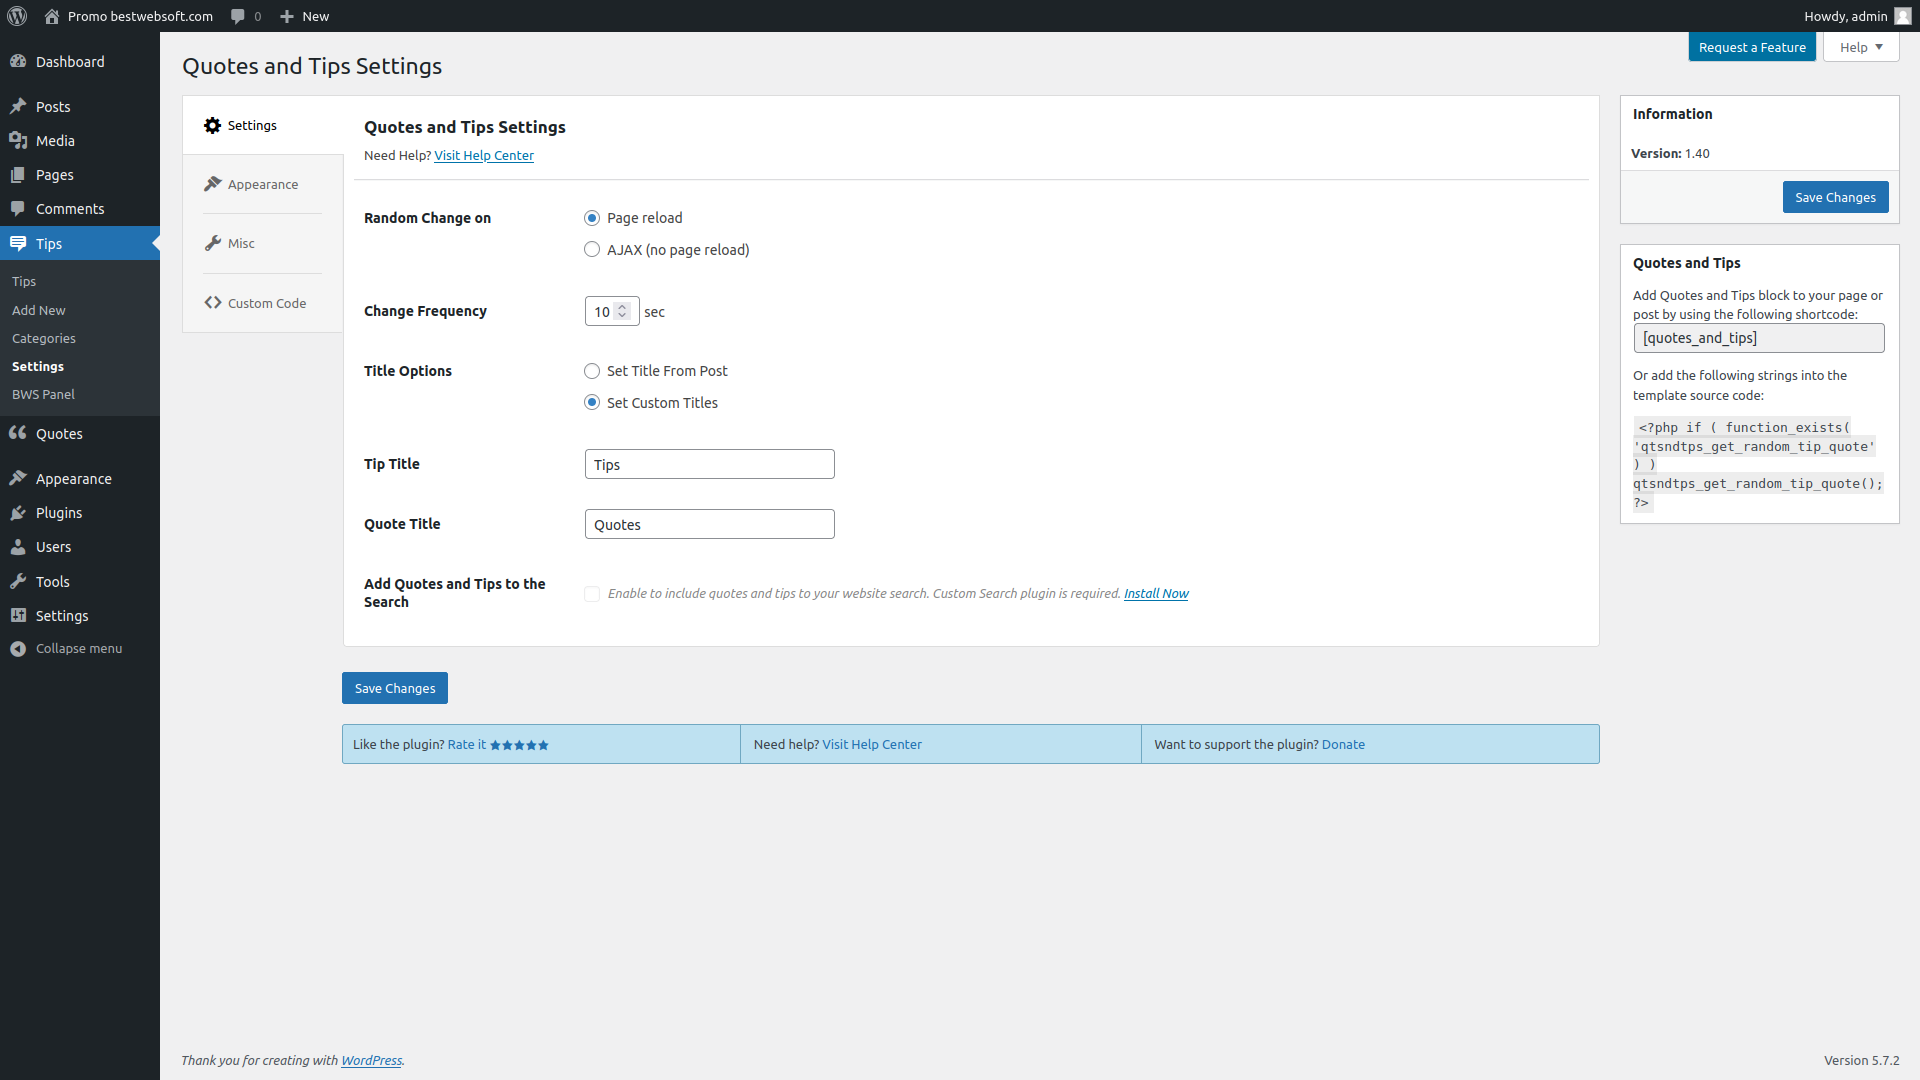 Promo bestwebsoft.com
0
New
Howdy, admin
Dashboard
Posts
Media
Pages
Comments
Tips
Tips
Add New
Categories
Settings
BWS Panel
Quotes
Appearance
Plugins
Users
Tools
Settings
Collapse menu
Request a Feature
Help
Quotes and Tips Settings
Settings
Appearance
Misc
Custom Code
Quotes and Tips Settings
Need Help? Visit Help Center
Random Change on
Page reload
AJAX (no page reload)
Change Frequency
10 sec
Title Options
Set Title From Post
Set Custom Titles
Tip Title
Tips
Quote Title
Quotes
Add Quotes and Tips to the
Search
Enable to include quotes and tips to your website search. Custom Search plugin is required. Install Now
Save Changes
Like the plugin? Rate it ★★★★★
Need help? Visit Help Center
Want to support the plugin? Donate
Information
Version: 1.40
Save Changes
Quotes and Tips
Add Quotes and Tips block to your page or
post by using the following shortcode:
[quotes_and_tips]
Or add the following strings into the
template source code:
<?php if ( function_exists(
'qtsndtps_get_random_tip_quote'
) )
qtsndtps_get_random_tip_quote();
?>
Thank you for creating with WordPress.
Version 5.7.2